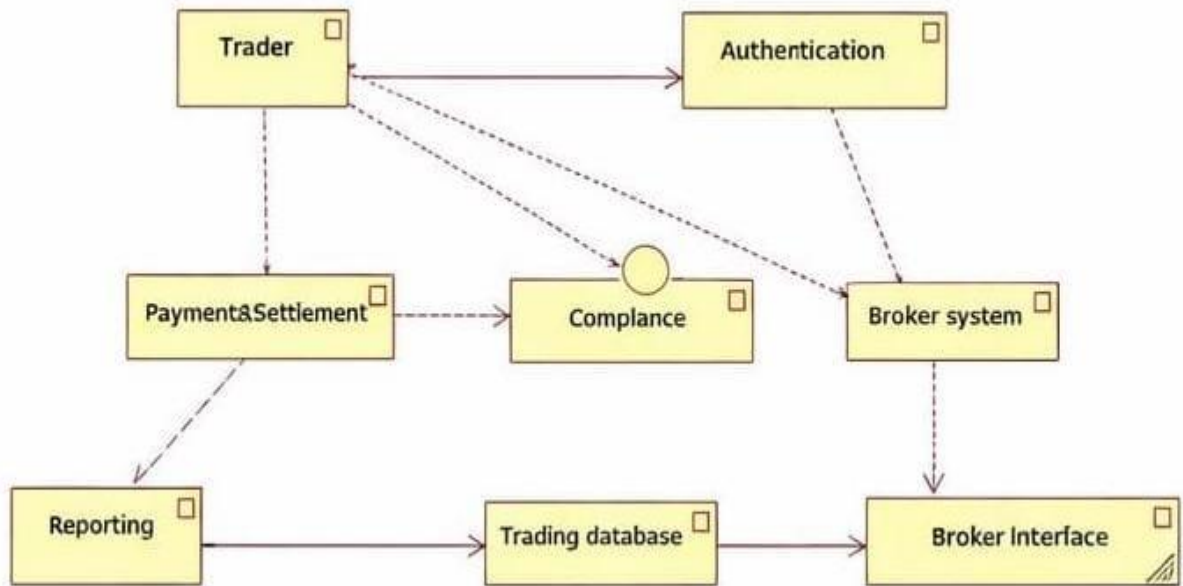 Trader
Authentication
Payment&Settlement
Complance
Broker system
Reporting
Trading database
Broker Interface